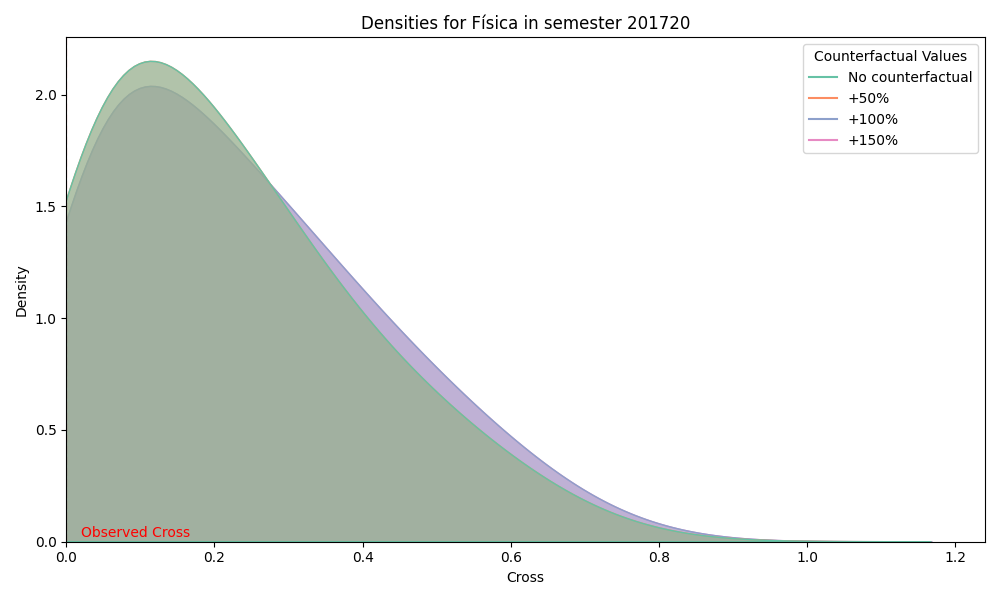 Densities for Física in semester 201720
Counterfactual Values
No counterfactual
+50%
+100%
+150%
Density
2.0
1.5
1.0
0.5
0.0
Observed Cross
0.0 0.2 0.4 0.6 0.8 1.0 1.2
Cross